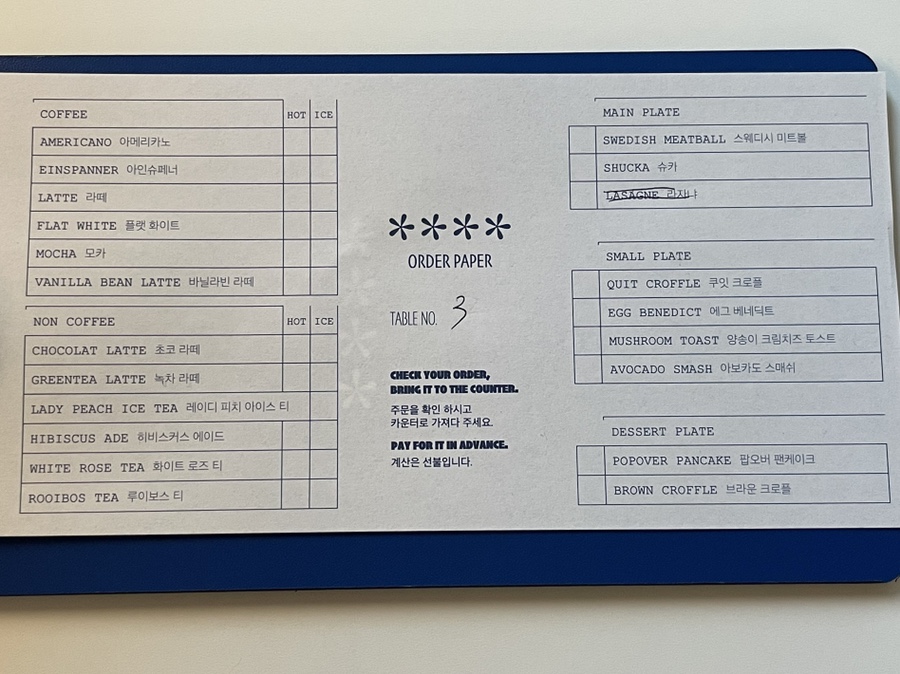 COFFEE HOT ICE
AMERICANO 아메리카노
EINSPANNER 아인슈페너
LATTE 라떼
FLAT WHITE 플랫 화이트
MOCHA 모카
VANILLA BEAN LATTE 바닐라빈 라떼
NON COFFEE HOT ICE
CHOCOLAT LATTE 초코 라떼
GREENTEA LATTE 녹차 라떼
LADY PEACH ICE TEA 레이디 피치 아이스 티
HIBISCUS ADE 히비스커스 에이드
WHITE ROSE TEA 화이트 로즈 티
ROOIBOS TEA 루이보스 티
****
ORDER PAPER
TABLE NO. 3
CHECK YOUR ORDER,
BRING IT TO THE COUNTER.
주문을 확인 하시고
카운터로 가져다 주세요.
PAY FOR IT IN ADVANCE.
계산은 선불입니다.
MAIN PLATE
SWEDISH MEATBALL 스웨디시 미트볼
SHUCKA 슈카
LASAGNE 라자냐
SMALL PLATE
QUIT CROFFLE 쿠잇 크로플
EGG BENEDICT 에그 베네딕트
MUSHROOM TOAST 양송이 크림치즈 토스트
AVOCADO SMASH 아보카도 스매쉬
DESSERT PLATE
POPOVER PANCAKE 팝오버 팬케이크
BROWN CROFFLE 브라운 크로플